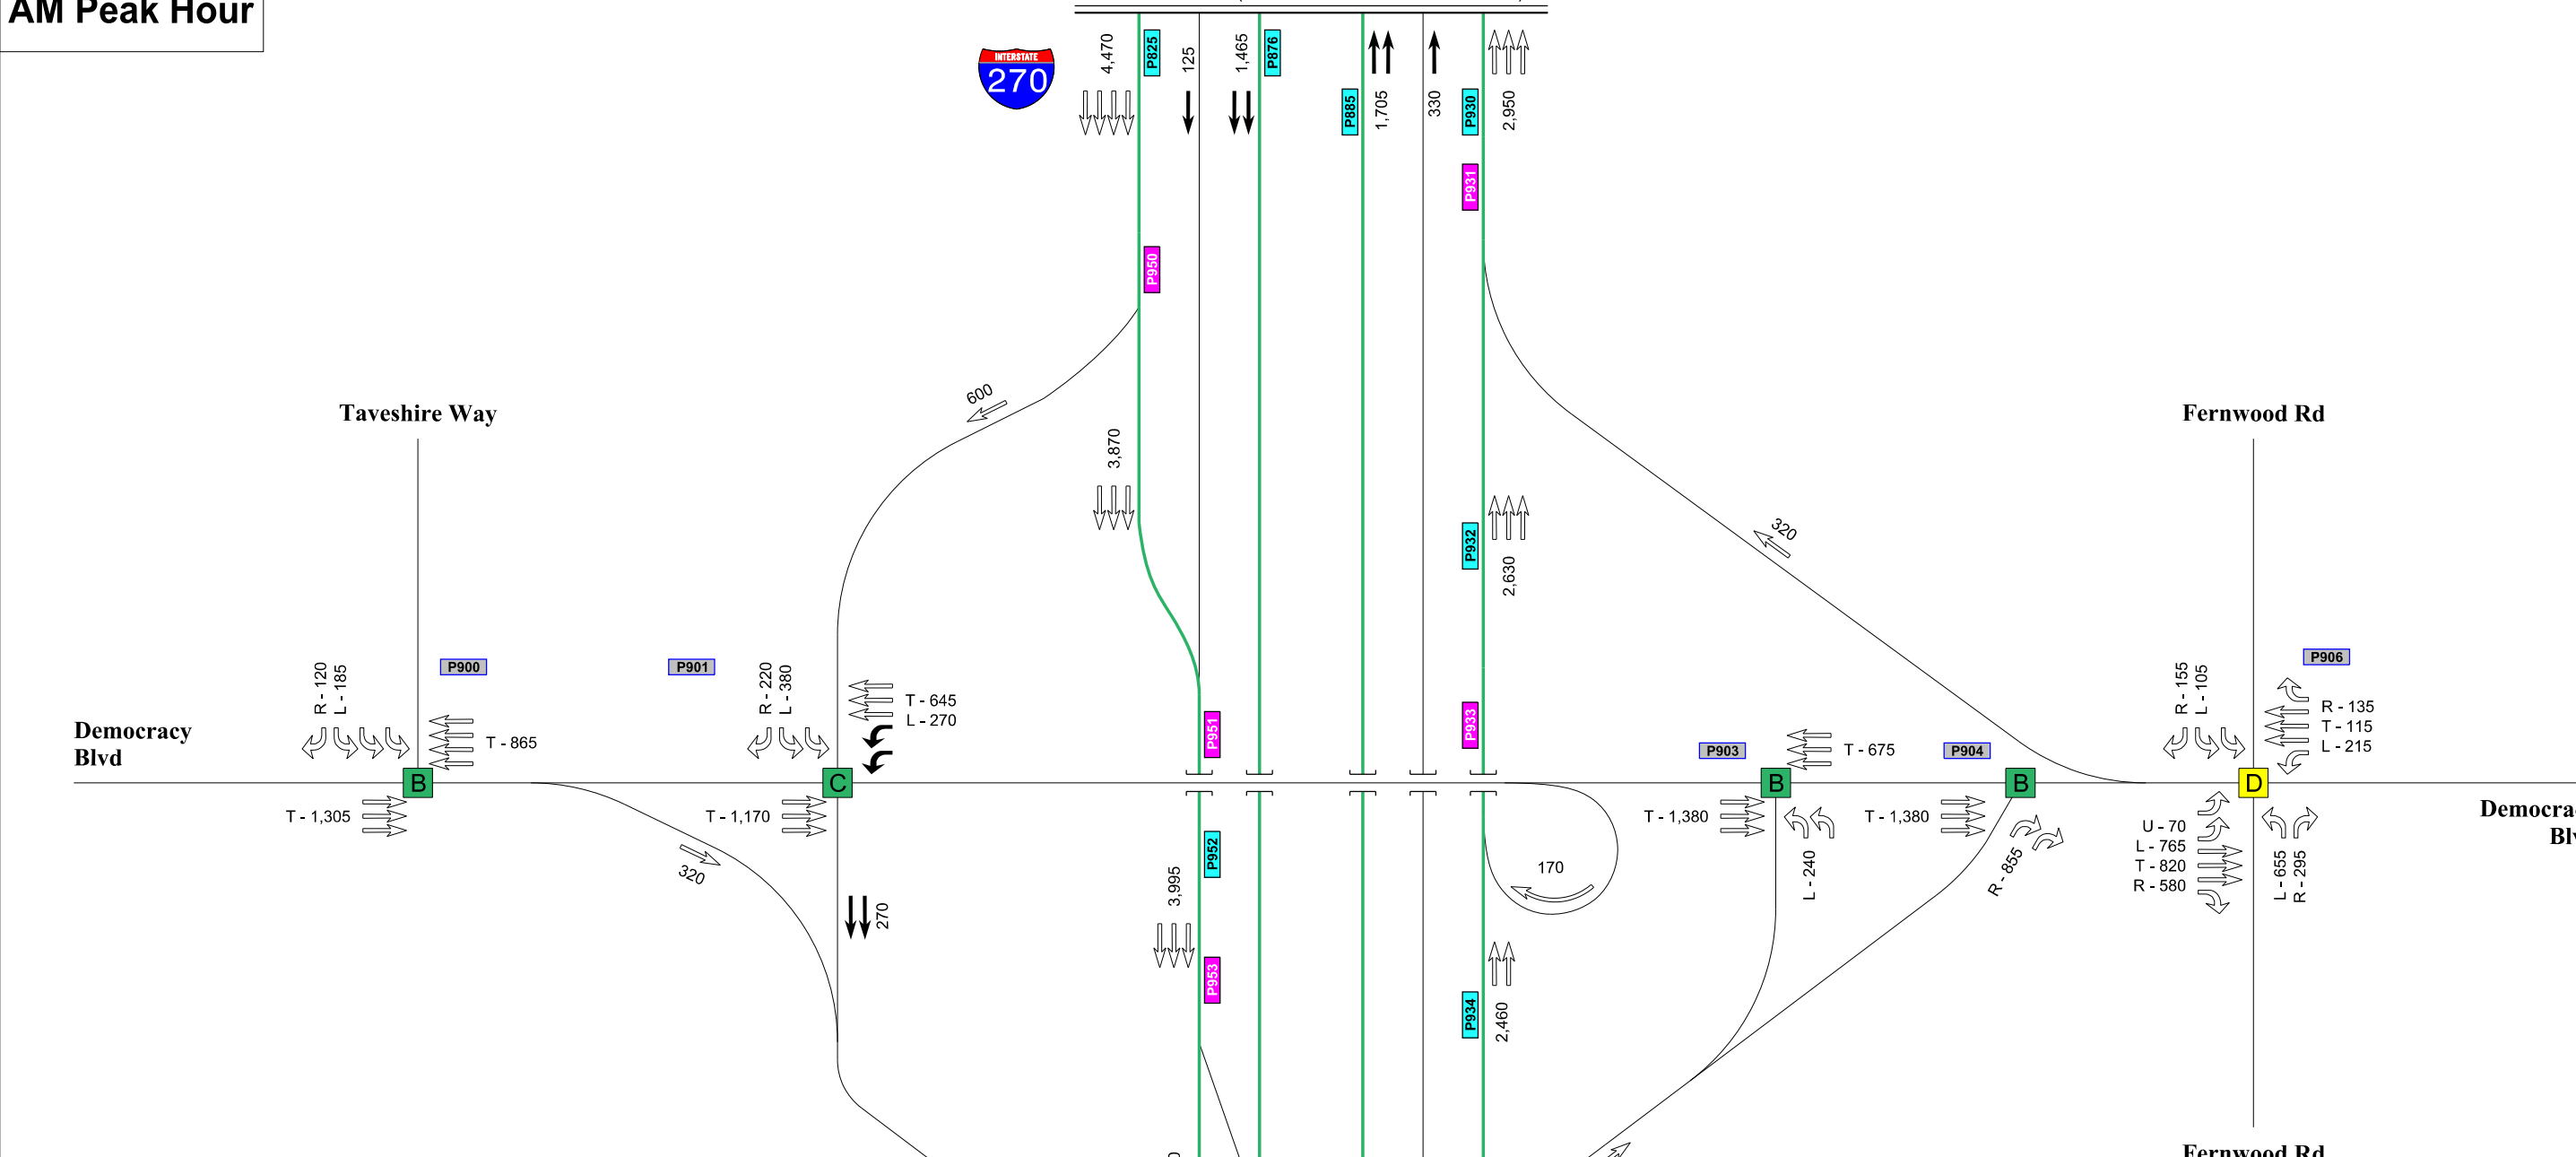 AM Peak Hour
INTERSTATE
270
4,470
P825
125
1,465
P876
P885
1,705
330
P930
2,950
P931
P950
600
3,870
Taveshire Way
Fernwood Rd
320
P932
2,630
R - 120
L - 185
P900
P901
R - 220
L - 380
T - 645
L - 270
P951
P933
R - 155
L - 105
P906
R - 135
T - 115
L - 215
Democracy
Blvd
T - 865
P903
T - 675
P904
B
C
B
B
D
T - 1,305
T - 1,170
T - 1,380
T - 1,380
U - 70
L - 765
T - 820
R - 580
320
270
3,995
P952
170
L - 240
R - 855
L - 655
R - 295
P953
P934
2,460
Fernwood Rd